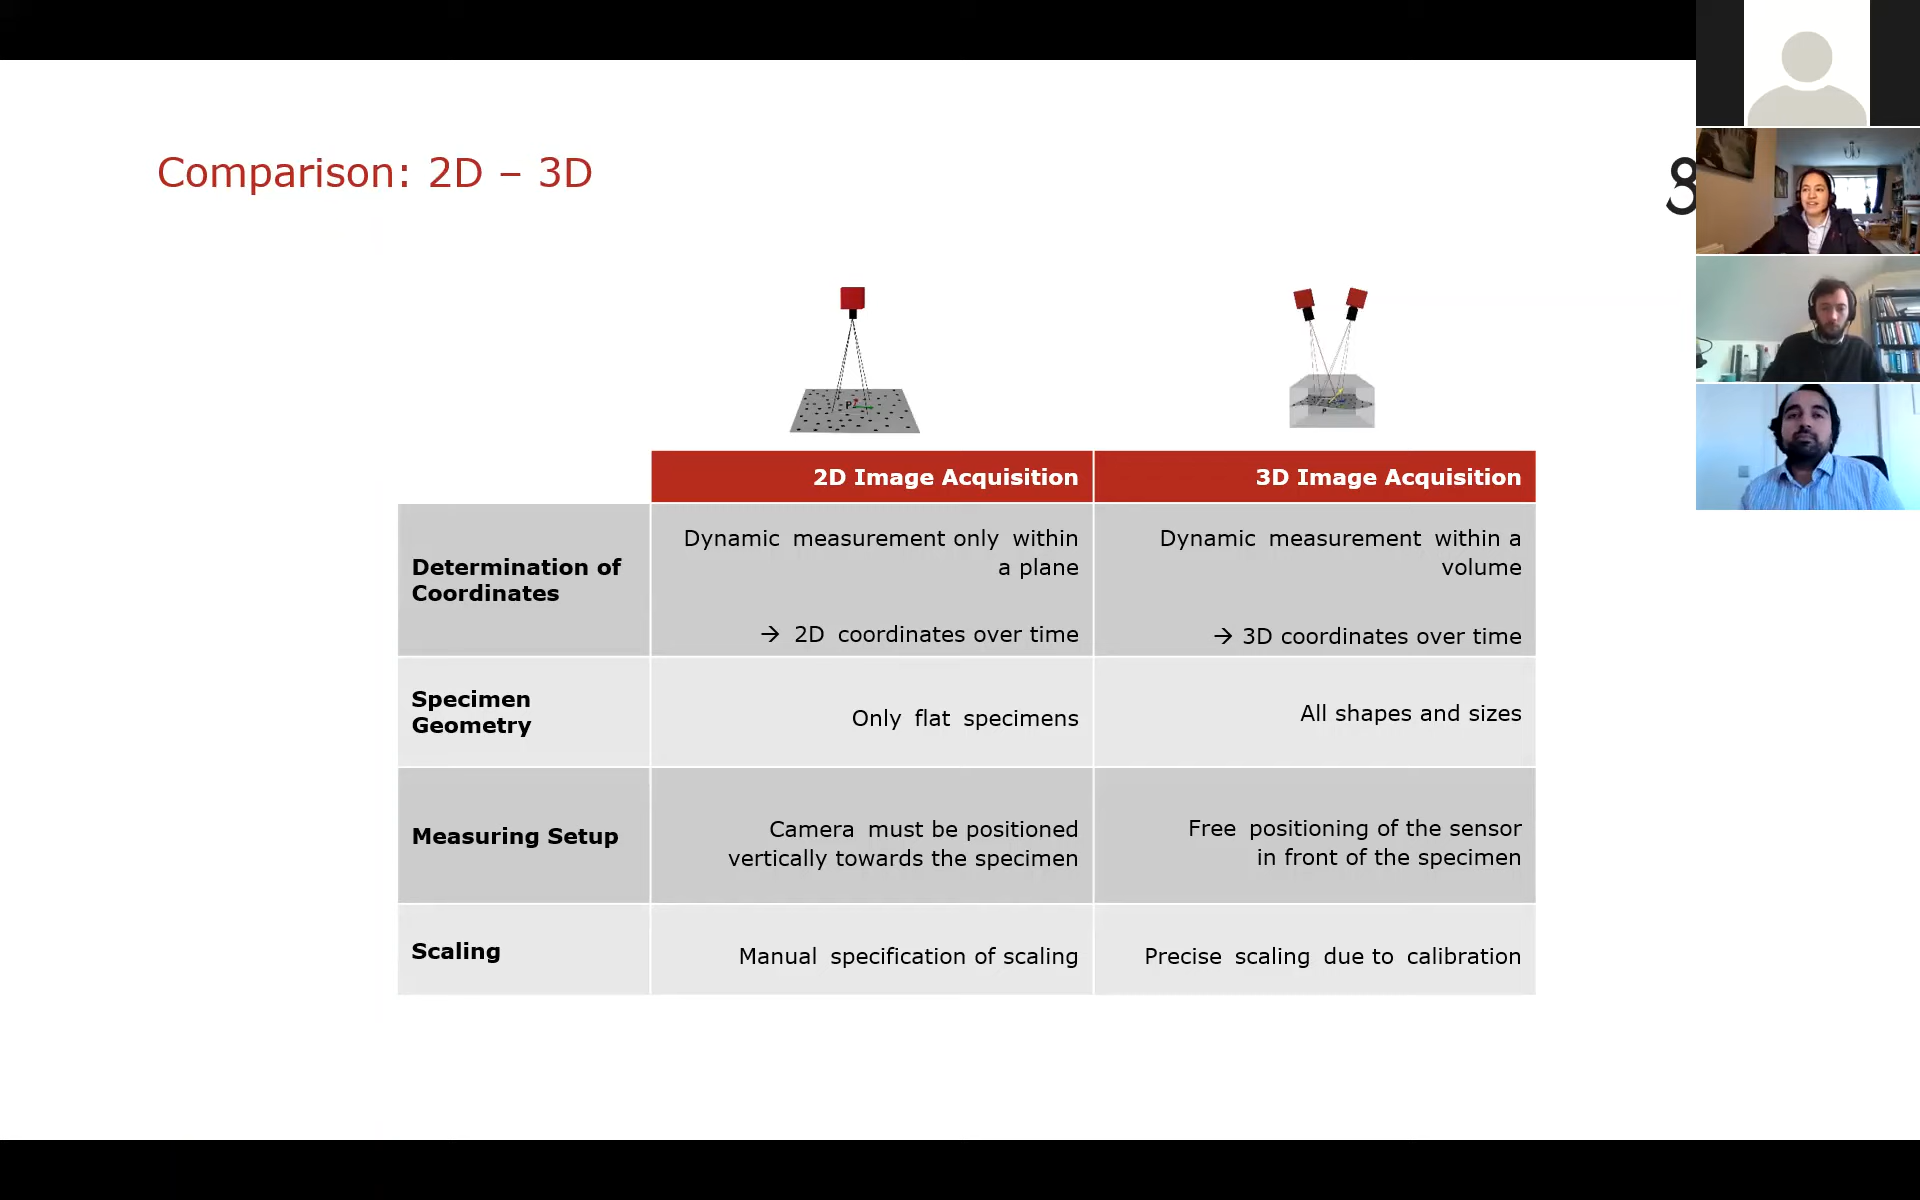 Comparison: 2D – 3D
P
P
2D Image Acquisition
3D Image Acquisition
Determination of
Coordinates
Dynamic measurement only within
a plane
→ 2D coordinates over time
Dynamic measurement within a
volume
→ 3D coordinates over time
Specimen
Geometry
Only flat specimens
All shapes and sizes
Measuring Setup
Camera must be positioned
vertically towards the specimen
Free positioning of the sensor
in front of the specimen
Scaling
Manual specification of scaling
Precise scaling due to calibration